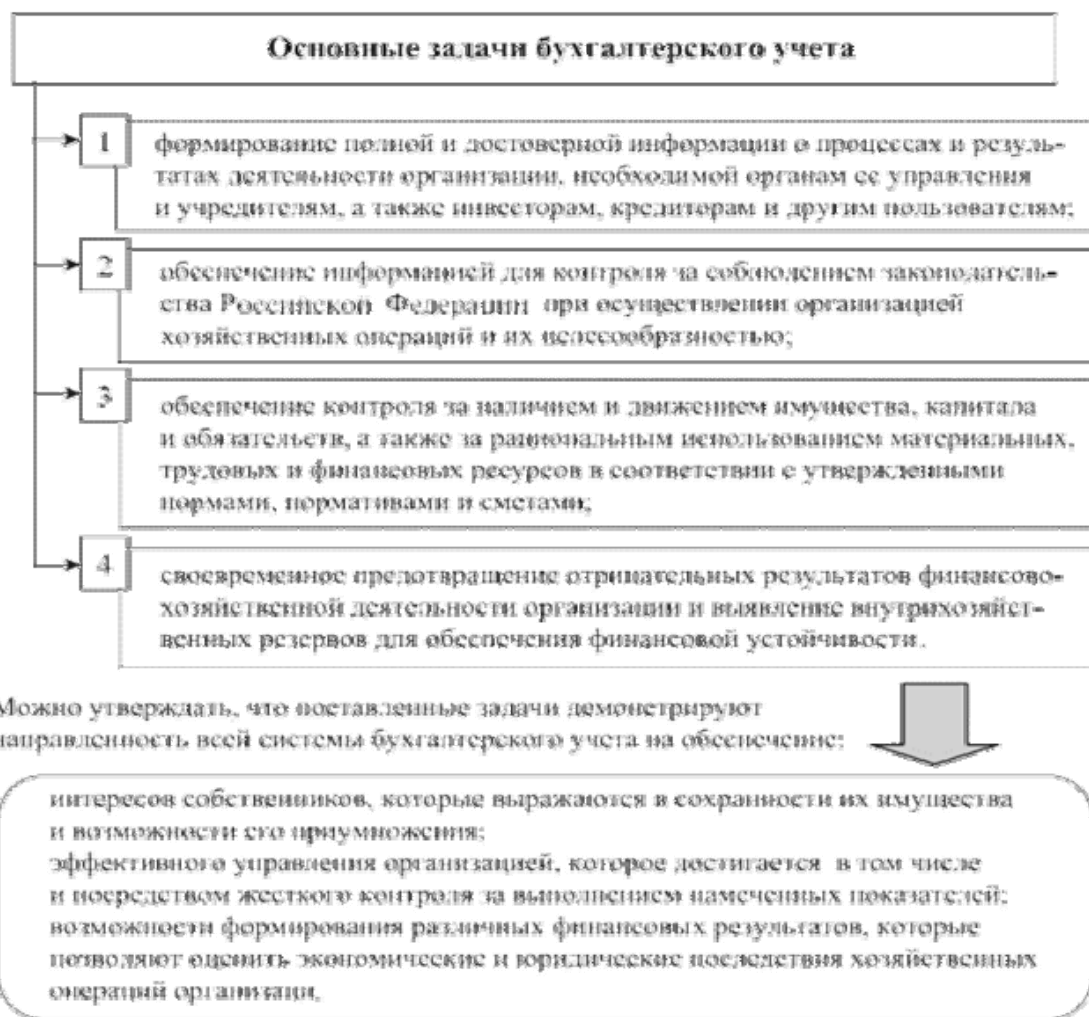 Основные задачи бухгалтерского учета
1
формирование полной и достоверной информации о процессах и резуль-
татах деятельности организации, необходимой органам ее управления
и учредителям, а также инвесторам, кредиторам и другим пользователям;
2
обеспечение информацией для контроля за соблюдением законодатель-
ства Российской Федерации при осуществлении организацией
хозяйственных операций и их целесообразностью;
3
обеспечение контроля за наличием и движением имущества, капитала
и обязательств, а также за рациональным использованием материальных,
трудовых и финансовых ресурсов в соответствии с утвержденными
нормами, нормативами и сметами;
4
своевременное предотвращение отрицательных результатов финансово-
хозяйственной деятельности организации и выявление внутрихозяйст-
венных резервов для обеспечения финансовой устойчивости.
Можно утверждать, что поставленные задачи демонстрируют
направленность всей системы бухгалтерского учета на обеспечение:
интересов собственников, которые выражаются в сохранности их имущества
и возможности его приумножения;
эффективного управления организацией, которое достигается в том числе
и посредством жесткого контроля за выполнением намеченных показателей;
возможности формирования различных финансовых результатов, которые
позволяют оценить экономические и юридические последствия хозяйственных
операций организаци.